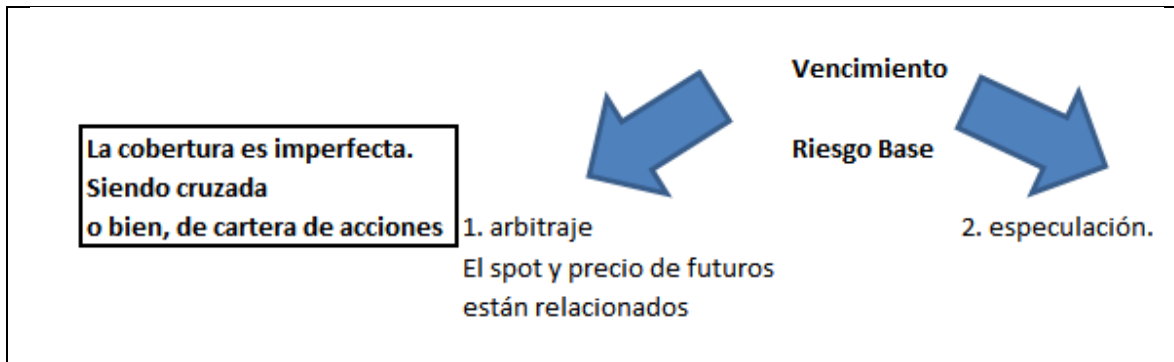 Vencimiento
Riesgo Base
La cobertura es imperfecta.
Siendo cruzada
o bien, de cartera de acciones
1. arbitraje
El spot y precio de futuros
están relacionados
2. especulación.